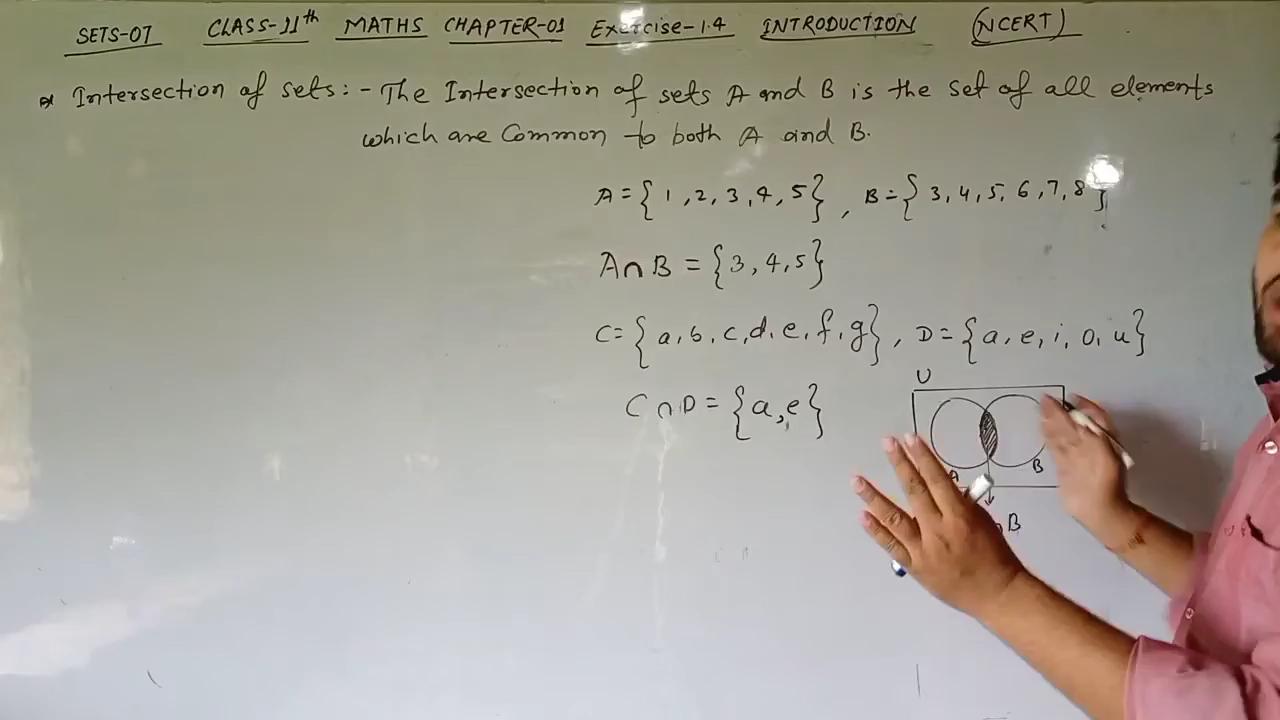 SETS-07 CLASS-11th MATHS CHAPTER-01 Exercise-1.4 INTRODUCTION (NCERT)
Intersection of sets:- The Intersection of sets A and B is the set of all elements
which are Common to both A and B.
A={1,2,3,4,5}, B={3,4,5,6,7,8}
A∩B={3,4,5}
C={a,b,c,d,e,f,g}, D={a,e,i,o,u}
U
C∩D={a,e}
A B
∩B